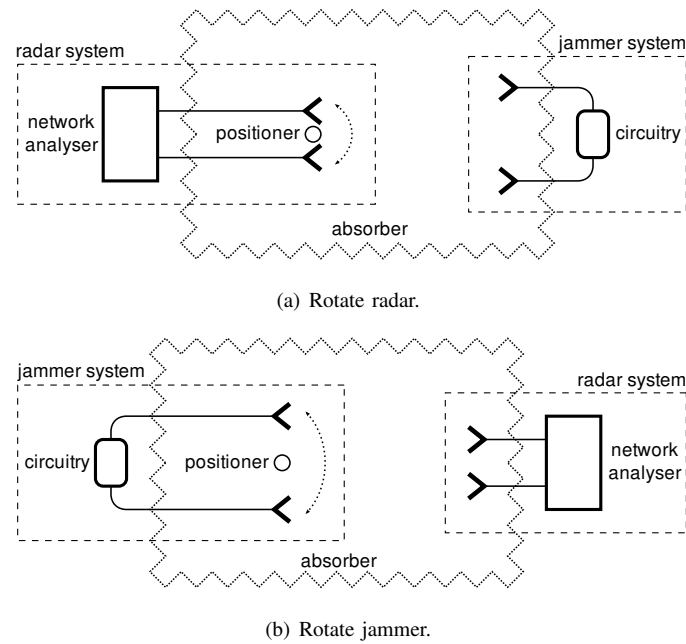 radar system
jammer system
network
analyser
positioner
circuitry
absorber
(a) Rotate radar.
jammer system
radar system
circuitry
positioner
network
analyser
absorber
(b) Rotate jammer.